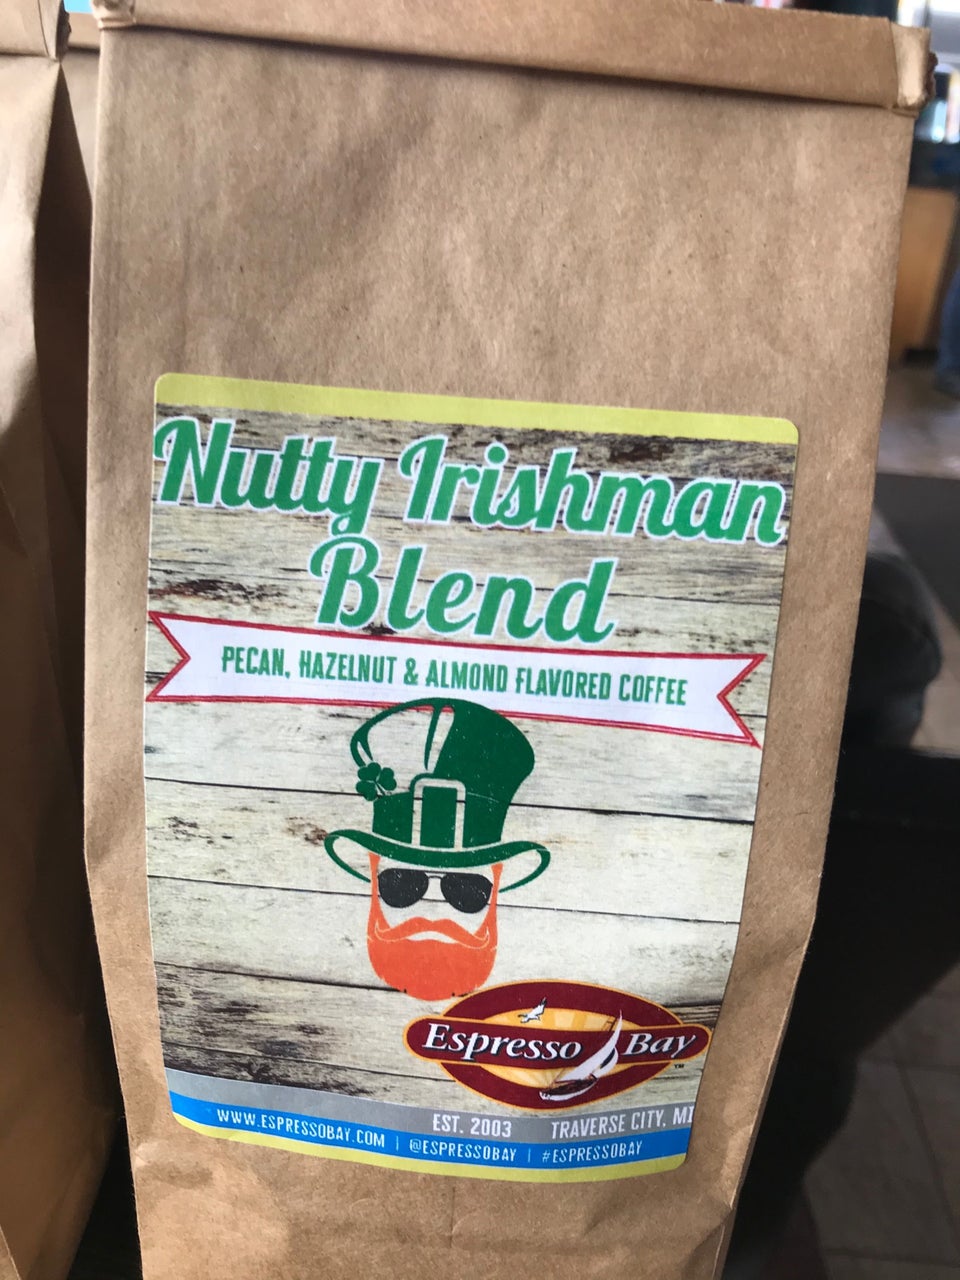 Nutty Irishman
Blend
PECAN, HAZELNUT & ALMOND FLAVORED COFFEE
Espresso Bay
TM
EST. 2003 TRAVERSE CITY, MI
WWW.ESPRESSOBAY.COM | @ESPRESSOBAY | #ESPRESSOBAY